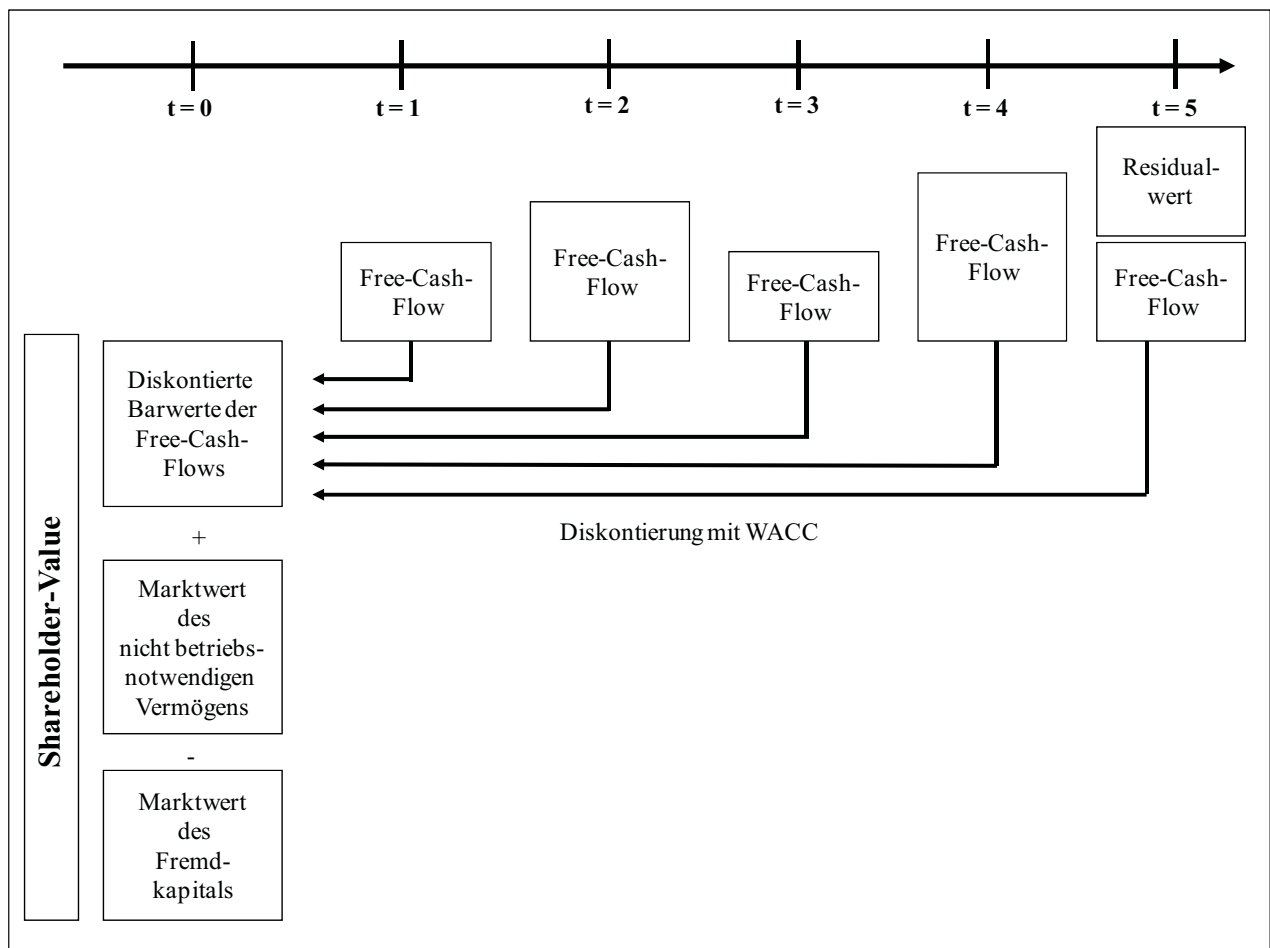 t = 0
t = 1
t = 2
t = 3
t = 4
t = 5
Residual-
wert
Free-Cash-
Flow
Free-Cash-
Flow
Free-Cash-
Flow
Free-Cash-
Flow
Free-Cash-
Flow
Shareholder-Value
Diskontierte
Barwerte der
Free-Cash-
Flows
Diskontierung mit WACC
+
Marktwert
des
nicht betriebs-
notwendigen
Vermögens
-
Marktwert
des
Fremd-
kapitals